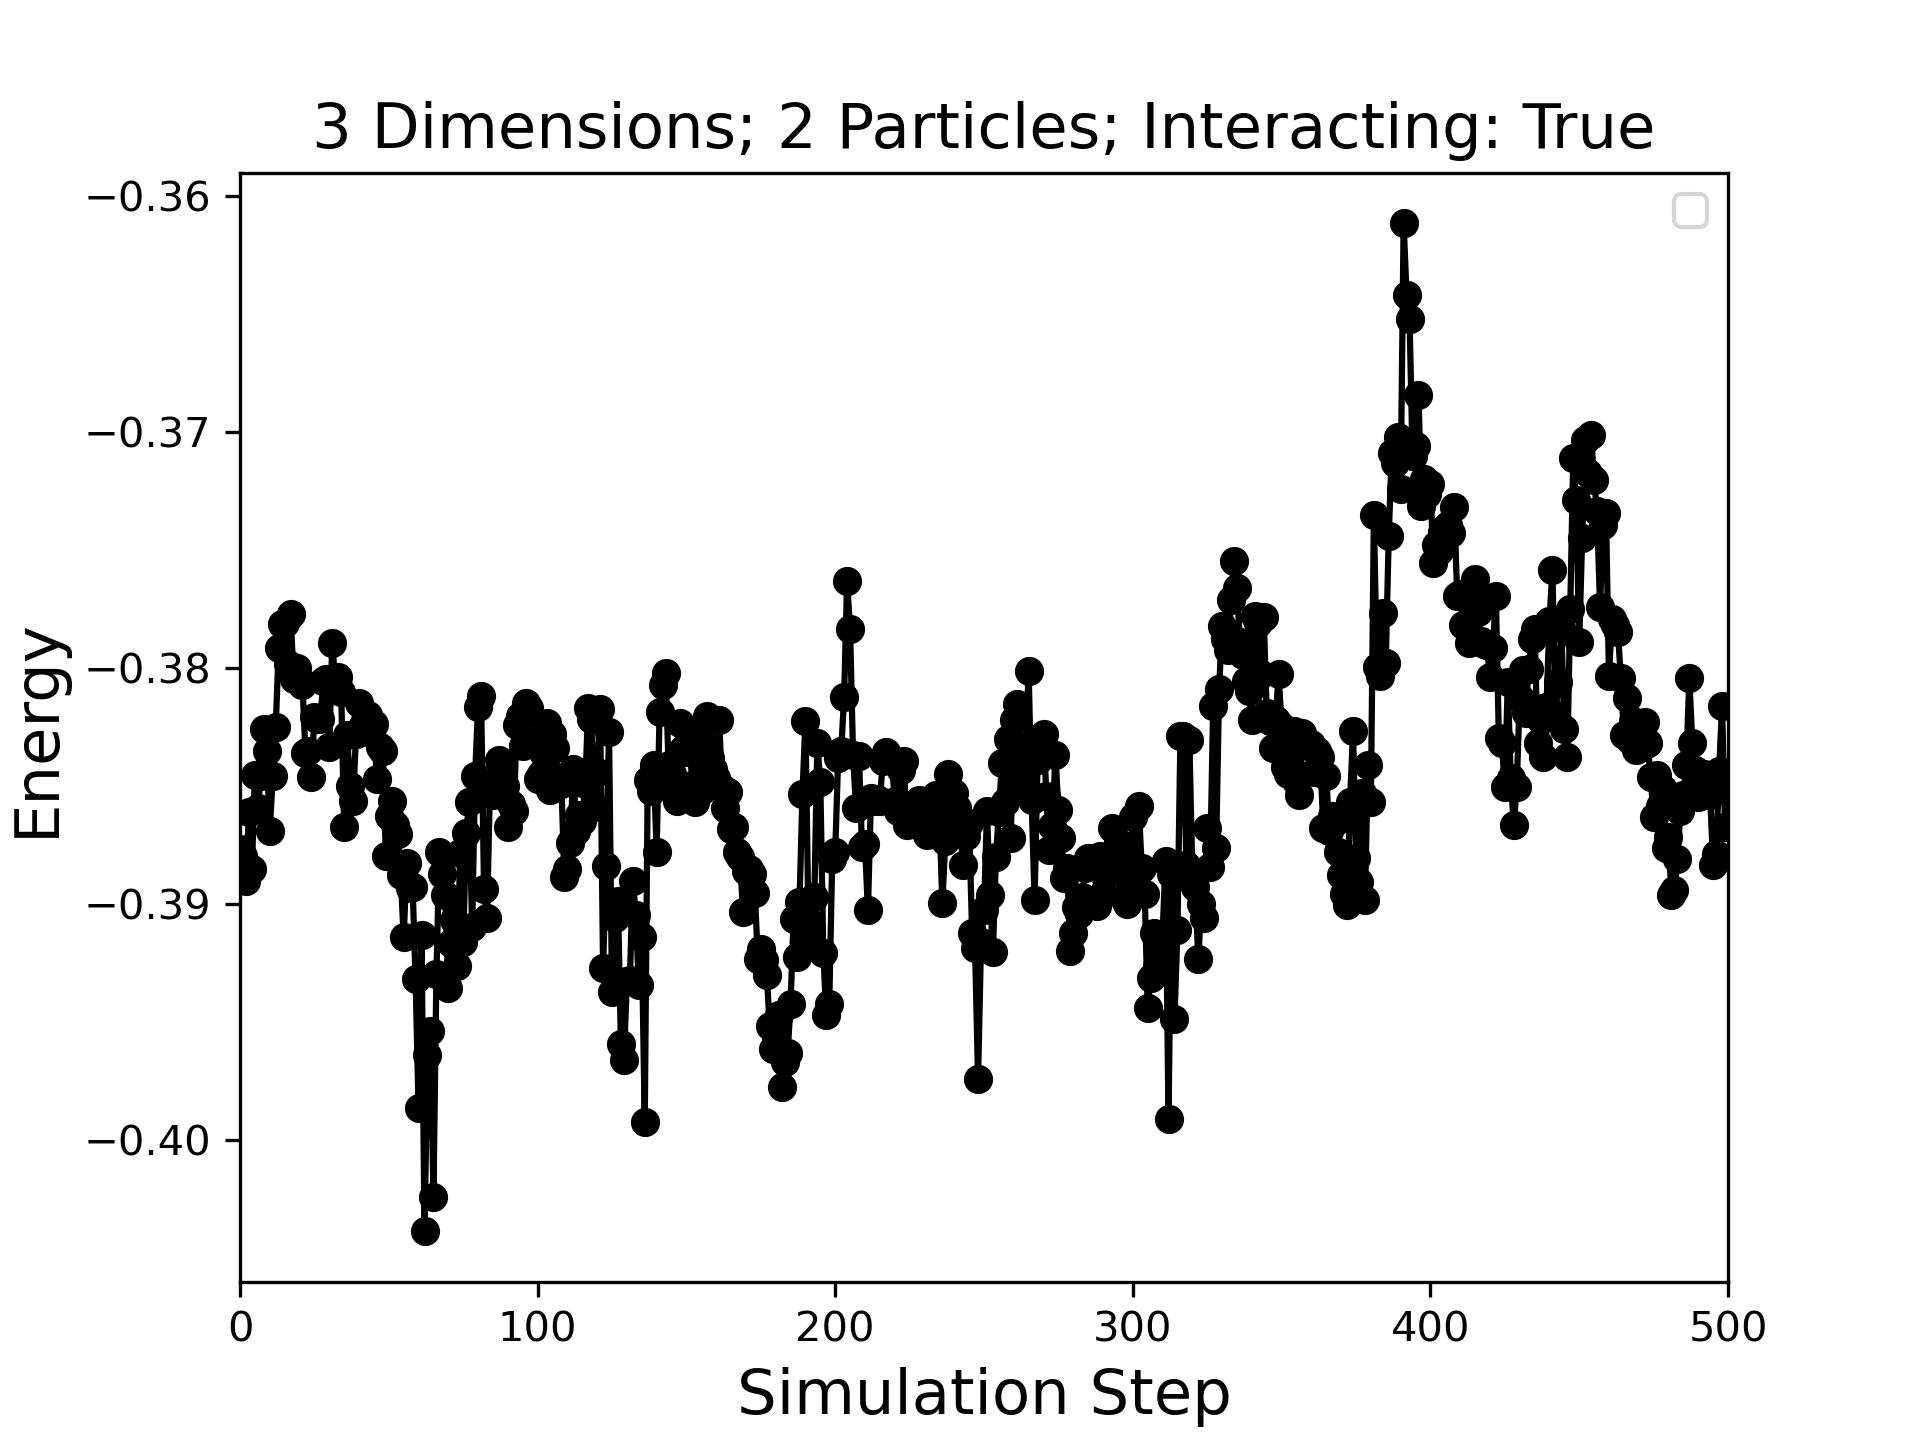 3 Dimensions; 2 Particles; Interacting: True
−0.36
−0.37
−0.38
−0.39
−0.40
Energy
0 100 200 300 400 500
Simulation Step